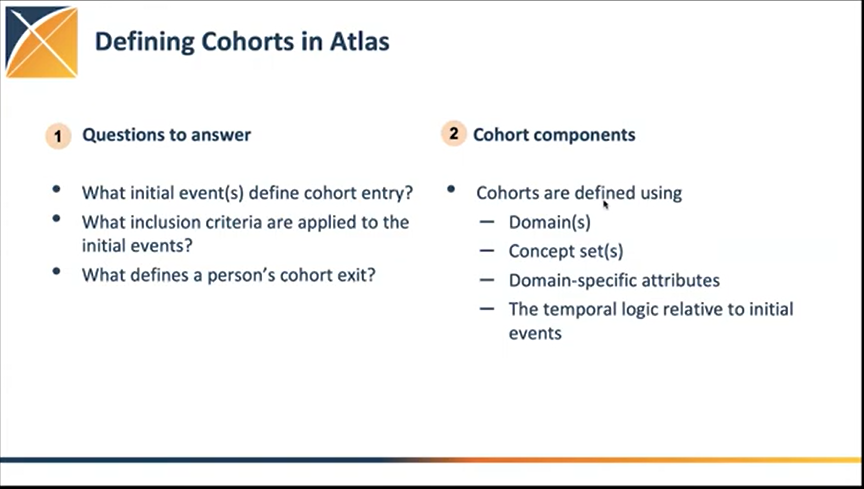 Defining Cohorts in Atlas
1 Questions to answer
• What initial event(s) define cohort entry?
• What inclusion criteria are applied to the
initial events?
• What defines a person's cohort exit?
2 Cohort components
• Cohorts are defined using
— Domain(s)
— Concept set(s)
— Domain-specific attributes
— The temporal logic relative to initial
events